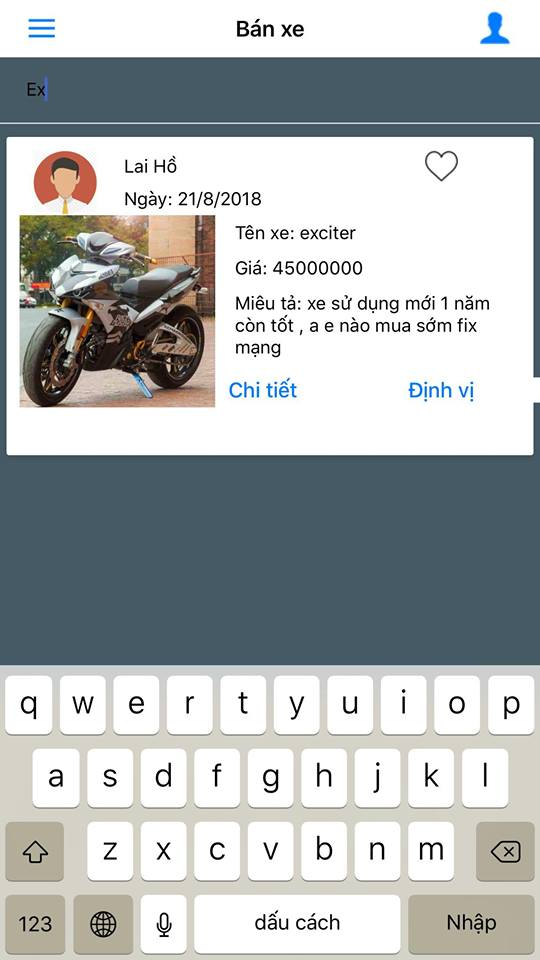 Bán xe
Ex
Lai Hồ
Ngày: 21/8/2018
Tên xe: exciter
Giá: 45000000
Miêu tả: xe sử dụng mới 1 năm
còn tốt , a e nào mua sớm fix
mạng
Chi tiết
Định vị
q w e r t y u i o p
a s d f g h j k l
z x c v b n m
123
dấu cách
Nhập